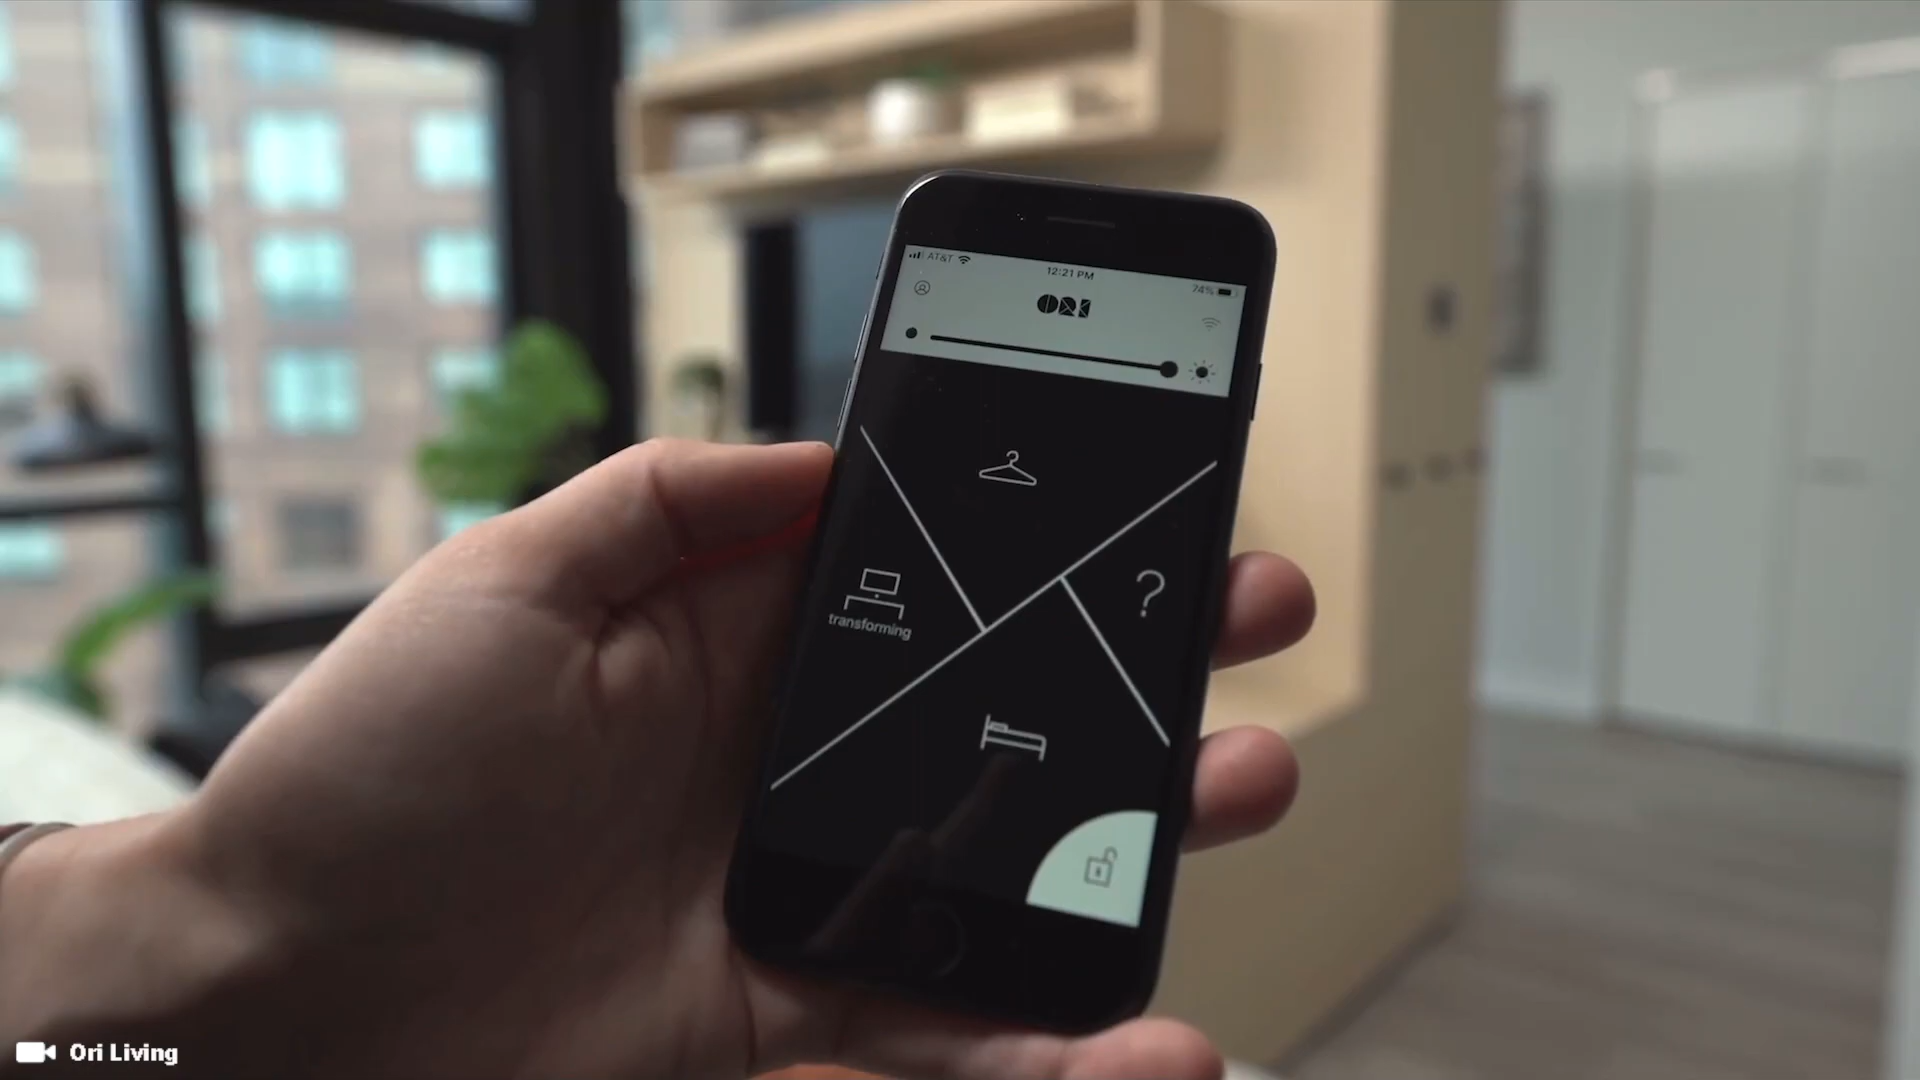 AT&T
12:21 PM
74%
ORI
?
transforming
Ori Living